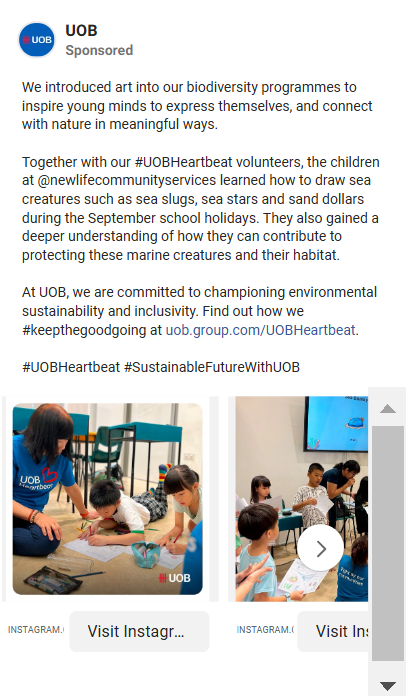 UOB
UOB
Sponsored
We introduced art into our biodiversity programmes to
inspire young minds to express themselves, and connect
with nature in meaningful ways.
Together with our #UOBHeartbeat volunteers, the children
at @newlifecommunityservices learned how to draw sea
creatures such as sea slugs, sea stars and sand dollars
during the September school holidays. They also gained a
deeper understanding of how they can contribute to
protecting these marine creatures and their habitat.
At UOB, we are committed to championing environmental
sustainability and inclusivity. Find out how we
#keepthegoodgoing at uob.group.com/UOBHeartbeat.
#UOBHeartbeat #SustainableFutureWithUOB
UOB
Heartbeat
UOB
INSTAGRAM.
Visit Instagr...
INSTAGRAM.
Visit In